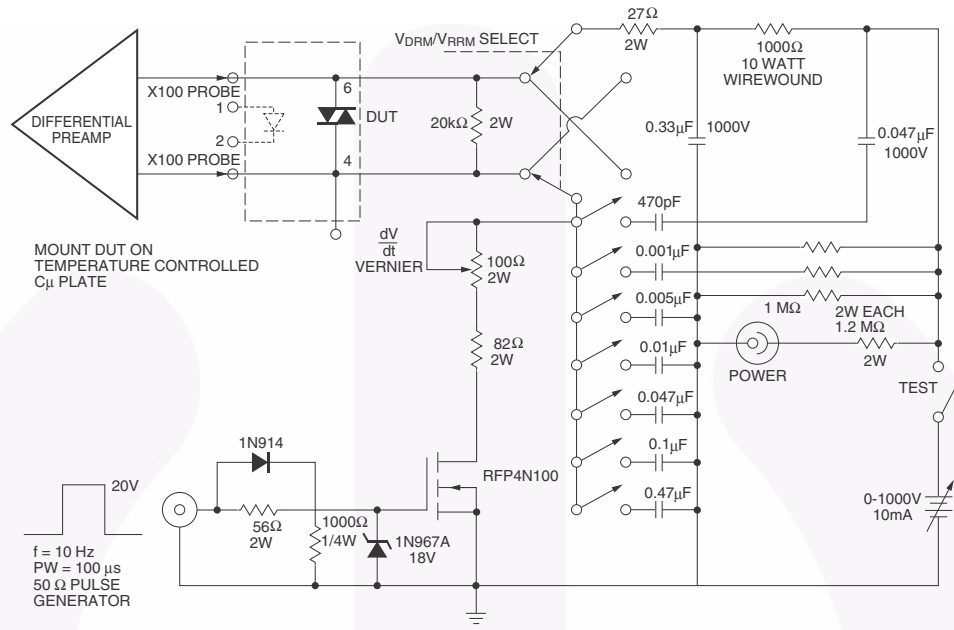 27Ω
2W
VDRM/VRRM SELECT
1000Ω
10 WATT
WIREWOUND
X100 PROBE
6
DIFFERENTIAL
PREAMP
1
2
DUT
20kΩ
2W
0.33µF
1000V
0.047µF
1000V
X100 PROBE
4
470pF
MOUNT DUT ON
TEMPERATURE CONTROLLED
Cµ PLATE
dV
dt
VERNIER
100Ω
2W
0.001µF
0.005µF
1 MΩ
2W EACH
1.2 MΩ
2W
82Ω
2W
0.01µF
POWER
TEST
0.047µF
1N914
0.1µF
RFP4N100
20V
0.47µF
0-1000V
10mA
56Ω
2W
1000Ω
1/4W
1N967A
18V
f = 10 Hz
PW = 100 µs
50 Ω PULSE
GENERATOR